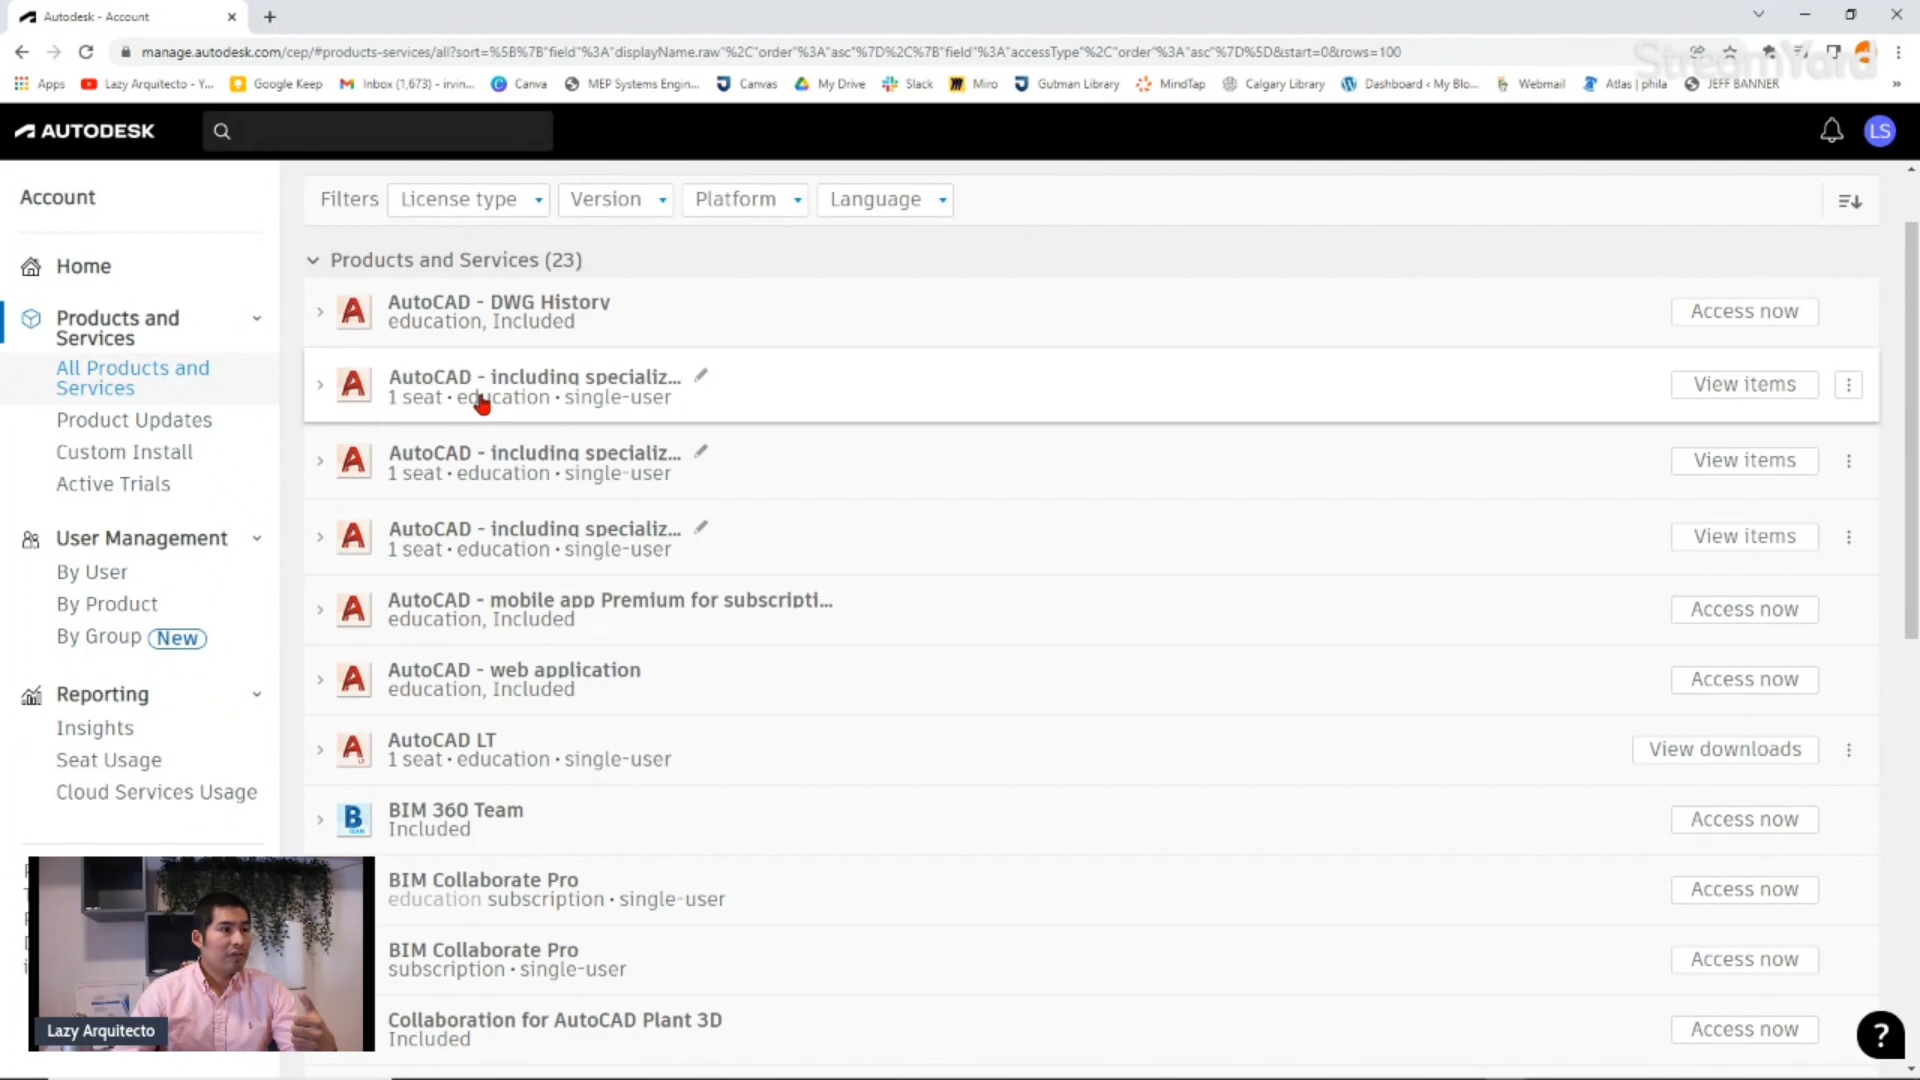 Autodesk - Account
manage.autodesk.com/cep/#products-services/all?sort=%5B%7B"field"%3A"displayName.raw"%2C"order"%3A"asc"%7D%2C%7B"field"%3A"accessType"%2C"order"%3A"asc"%7D%5D&start=0&rows=100
StreamYard
Apps
Lazy Arquitecto - Y...
Google Keep
Inbox (1,673) - irvin...
Canva
MEP Systems Engin...
Canvas
My Drive
Slack
Miro
Gutman Library
MindTap
Calgary Library
Dashboard ‹ My Blo...
Webmail
Atlas | phila
JEFF BANNER
»
AUTODESK
LS
Account
Home
Products and
Services
All Products and
Services
Product Updates
Custom Install
Active Trials
User Management
By User
By Product
By Group New
Reporting
Insights
Seat Usage
Cloud Services Usage
Filters
License type
Version
Platform
Language
Products and Services (23)
AutoCAD - DWG History
education, Included
Access now
AutoCAD - including specializ...
1 seat • education • single-user
View items
AutoCAD - including specializ...
1 seat • education • single-user
View items
AutoCAD - including specializ...
1 seat • education • single-user
View items
AutoCAD - mobile app Premium for subscripti...
education, Included
Access now
AutoCAD - web application
education, Included
Access now
AutoCAD LT
1 seat • education • single-user
View downloads
BIM 360 Team
Included
Access now
BIM Collaborate Pro
education subscription • single-user
Access now
BIM Collaborate Pro
subscription • single-user
Access now
Collaboration for AutoCAD Plant 3D
Included
Access now
Lazy Arquitecto
?